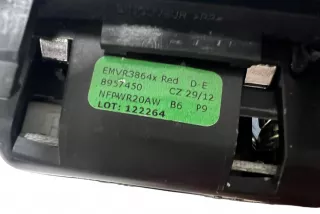 EMVR3864x Red D-E
8957450 CZ 29/12
NFPWR20AW B6 P9
LOT: 122264